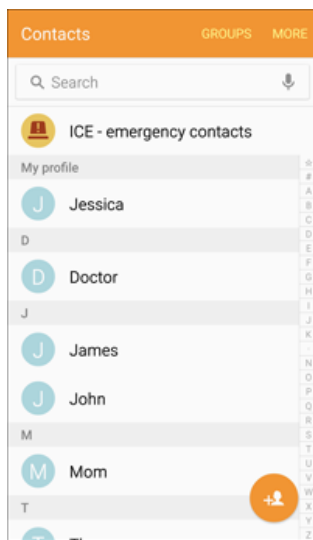 Contacts GROUPS MORE
Search
ICE - emergency contacts
My profile
J Jessica
D
D Doctor
J
J James
J John
M
M Mom
T
#
A
B
C
D
E
F
G
H
I
J
K
N
O
P
Q
R
S
T
U
V
W
X
Y
Z